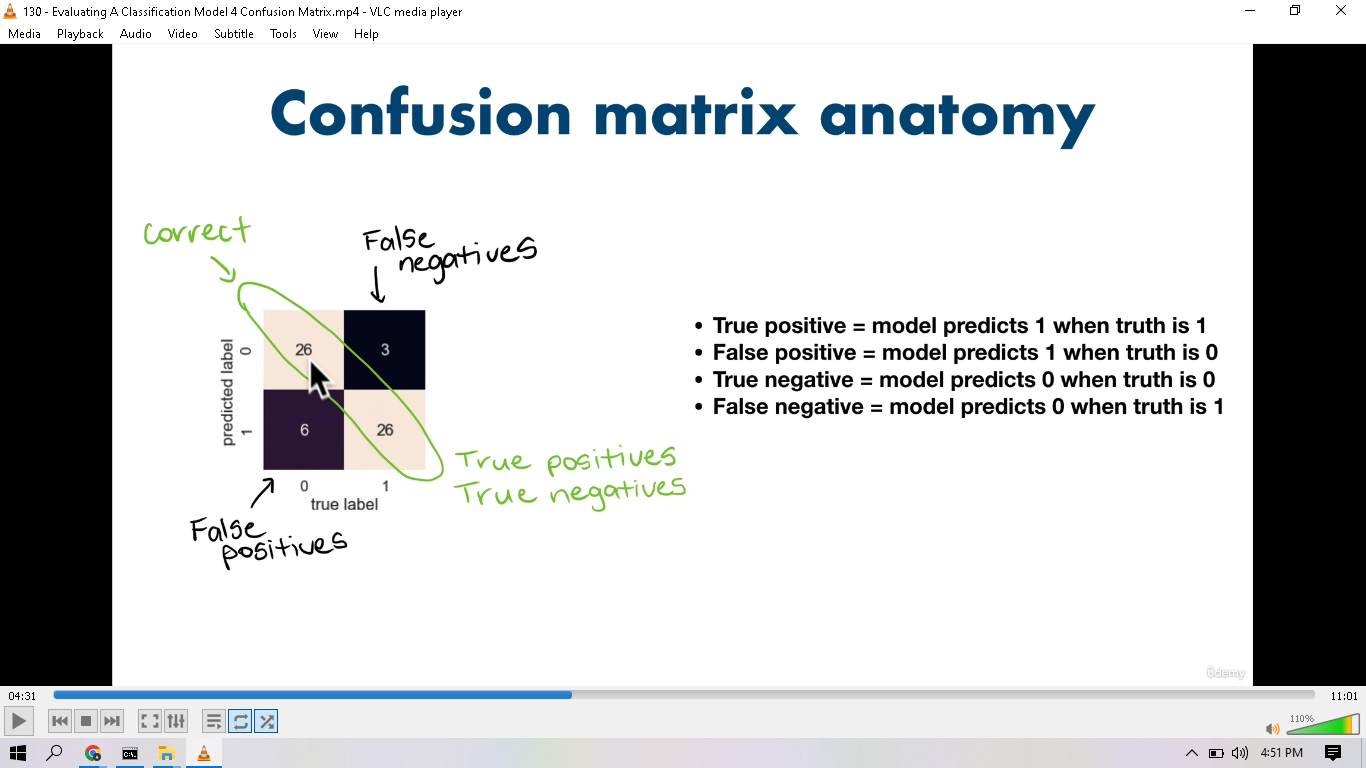 130 - Evaluating A Classification Model 4 Confusion Matrix.mp4 - VLC media player
Media Playback Audio Video Subtitle Tools View Help
Confusion matrix anatomy
correct
False
negatives
26 3
6 26
predicted label
0
1
0 1
true label
False
positives
True positives
True negatives
• True positive = model predicts 1 when truth is 1
• False positive = model predicts 1 when truth is 0
• True negative = model predicts 0 when truth is 0
• False negative = model predicts 0 when truth is 1
ûdemy
04:31 11:01
110%
4:51 PM